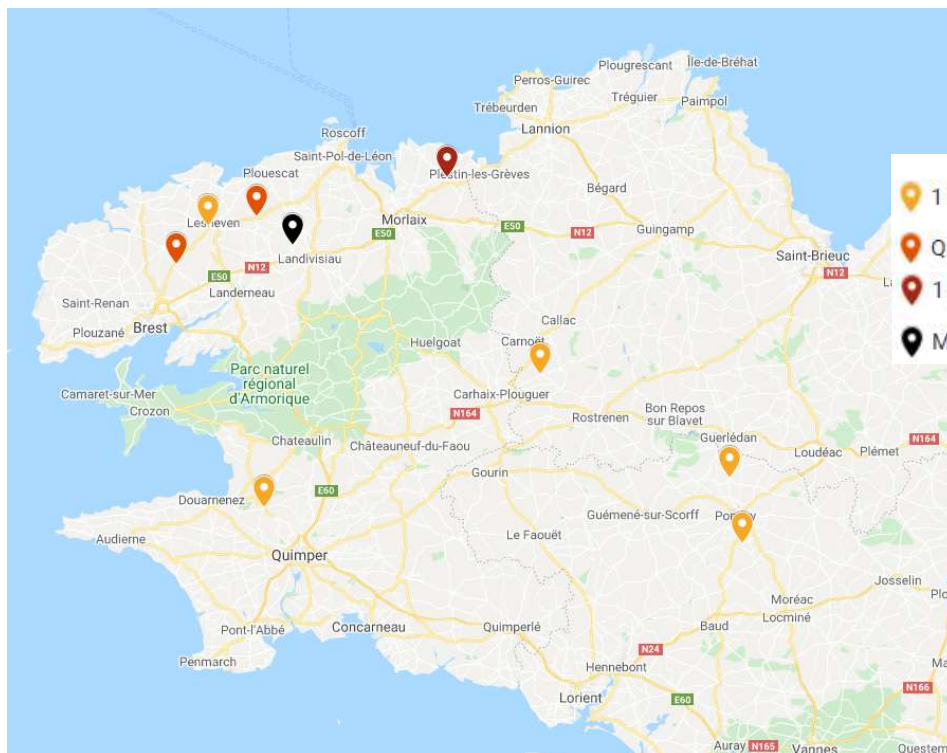 Île-de-Bréhat
Plougrescant
Perros-Guirec
Tréguier
Paimpol
Trébeurden
Lannion
Roscoff
Saint-Pol-de-Léon
Plouescat
Plestin-les-Grèves
Bégard
1
Lesneven
Morlaix
E50
E50
N12
Guingamp
Q
Landivisiau
Saint-Brieuc
N12
E50
N12
Landerneau
1
Saint-Renan
Brest
Plouzané
Callac
Huelgoat
Carnoët
M
Parc naturel
régional
d'Armorique
Camaret-sur-Mer
Crozon
Carhaix-Plouguer
N164
Rostrenen
Bon Repos
sur Blavet
Chateaulin
Châteauneuf-du-Faou
Guerlédan
Loudéac
Plémet
N164
Gourin
Douarnenez
E60
Guémené-sur-Scorff
Audierne
Le Faouët
Quimper
Josselin
Moréac
Locminé
Pont-l'Abbé
Concarneau
Quimperlé
Baud
N24
Penmarch
Hennebont
Lorient
E60
N166
Auray
N165
Vannes
Questem